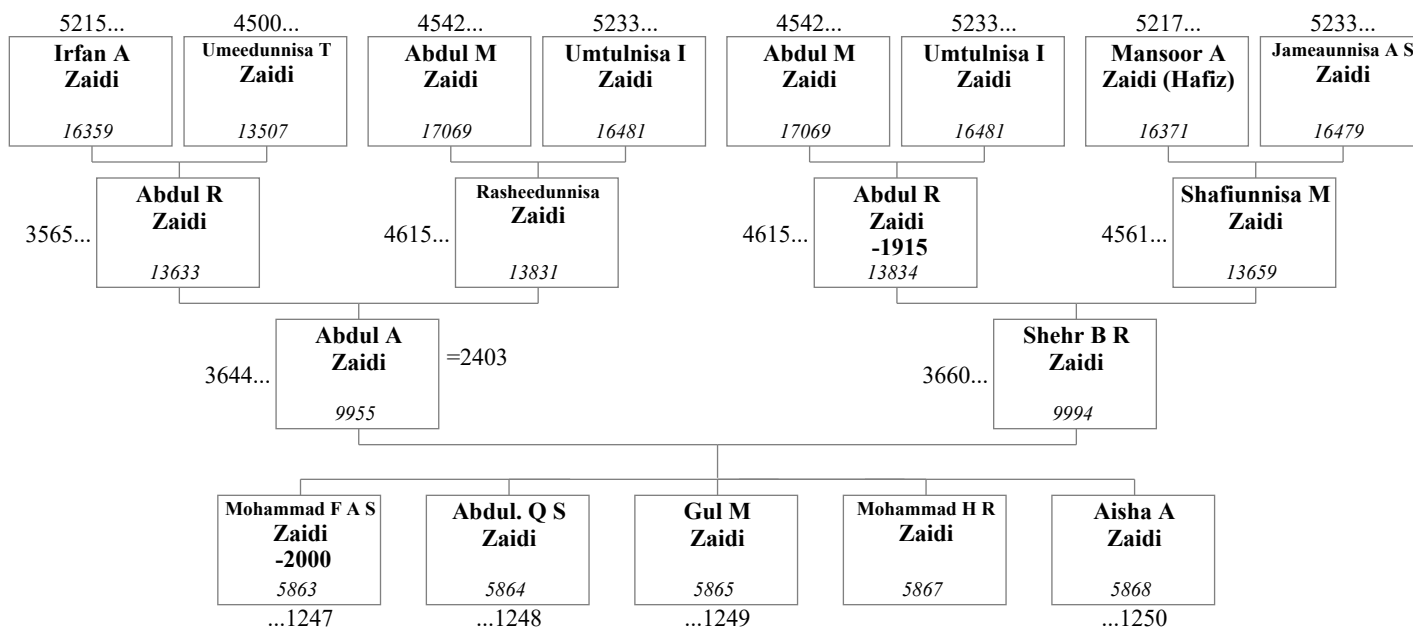 5215... 4500... 4542... 5233... 4542... 5233... 5217... 5233...
Irfan A Umeedunnisa T Abdul M Umtulnisa I Abdul M Umtulnisa I Mansoor A Jameaunnisa A S
Zaidi Zaidi Zaidi Zaidi Zaidi Zaidi Zaidi (Hafiz) Zaidi
16359 13507 17069 16481 17069 16481 16371 16479
Abdul R Rasheedunnisa Abdul R Shafiunnisa M
Zaidi Zaidi Zaidi Zaidi
3565... 4615... 4615... -1915 4561...
13633 13831 13834 13659
Abdul A Shehr B R
Zaidi =2403 Zaidi
3644... 3660...
9955 9994
Mohammad F A S Abdul. Q S Gul M Mohammad H R Aisha A
Zaidi Zaidi Zaidi Zaidi Zaidi
-2000
5863 5864 5865 5867 5868
...1247 ...1248 ...1249 ...1250